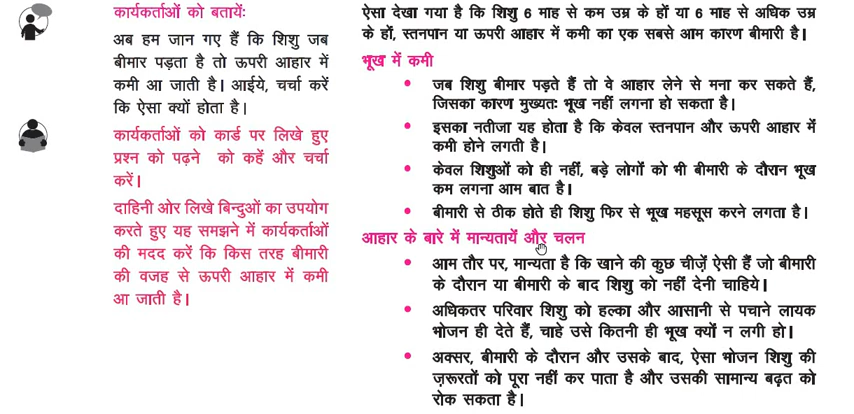 कार्यकर्ताओं को बतायेंः
अब हम जान गए हैं कि शिशु जब
बीमार पड़ता है तो ऊपरी आहार में
कमी आ जाती है। आईये, चर्चा करें
कि ऐसा क्यों होता है।
कार्यकर्ताओं को कार्ड पर लिखे हुए
प्रश्न को पढ़ने को कहें और चर्चा
करें।
दाहिनी ओर लिखे बिन्दुओं का उपयोग
करते हुए यह समझने में कार्यकर्ताओं
की मदद करें कि किस तरह बीमारी
की वजह से ऊपरी आहार में कमी
आ जाती है।
ऐसा देखा गया है कि शिशु 6 माह से कम उम्र के हों या 6 माह से अधिक उम्र
के हों, स्तनपान या ऊपरी आहार में कमी का एक सबसे आम कारण बीमारी है।
भूख में कमी
• जब शिशु बीमार पड़ते हैं तो वे आहार लेने से मना कर सकते हैं,
जिसका कारण मुख्यतः भूख नहीं लगना हो सकता है।
• इसका नतीजा यह होता है कि केवल स्तनपान और ऊपरी आहार में
कमी होने लगती है।
• केवल शिशुओं को ही नहीं, बड़े लोगों को भी बीमारी के दौरान भूख
कम लगना आम बात है।
• बीमारी से ठीक होते ही शिशु फिर से भूख महसूस करने लगता है।
आहार के बारे में मान्यतायें और चलन
• आम तौर पर, मान्यता है कि खाने की कुछ चीज़ें ऐसी हैं जो बीमारी
के दौरान या बीमारी के बाद शिशु को नहीं देनी चाहिये।
• अधिकतर परिवार शिशु को हल्का और आसानी से पचाने लायक
भोजन ही देते हैं, चाहे उसे कितनी ही भूख क्यों न लगी हो।
• अक्सर, बीमारी के दौरान और उसके बाद, ऐसा भोजन शिशु की
ज़रूरतों को पूरा नहीं कर पाता है और उसकी सामान्य बढ़त को
रोक सकता है।